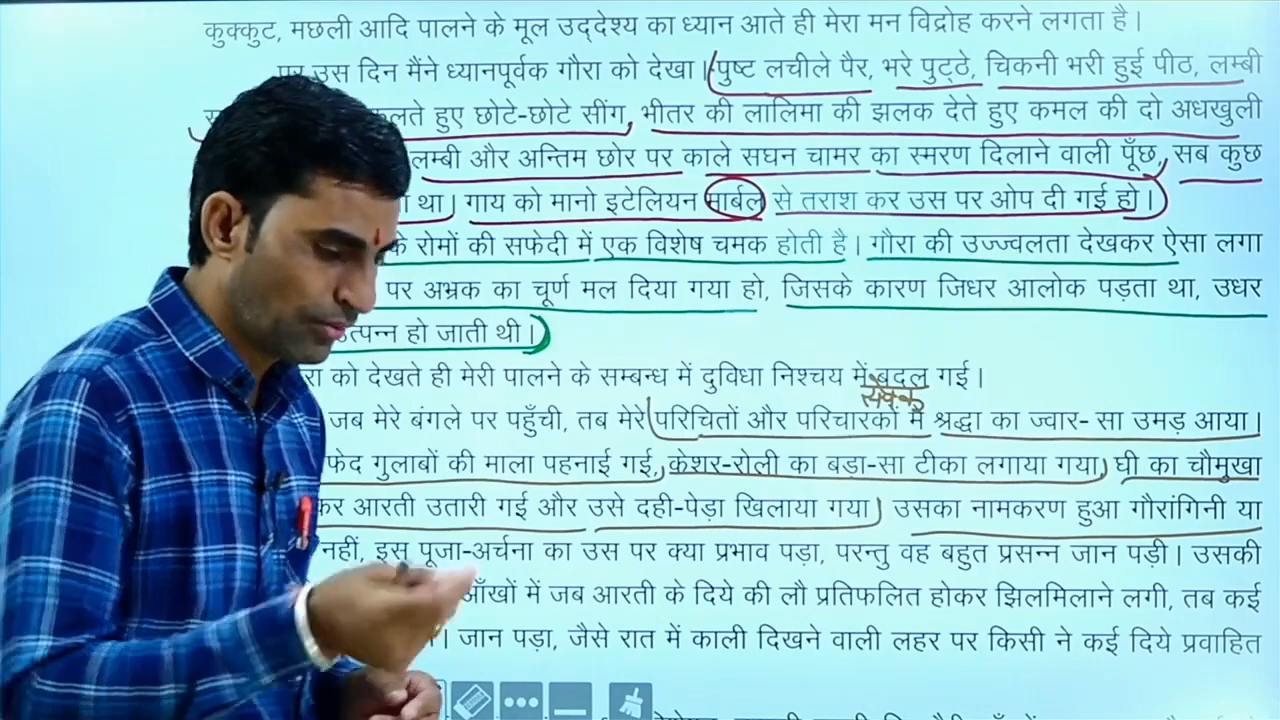 कुक्कुट, मछली आदि पालने के मूल उद्देश्य का ध्यान आते ही मेरा मन विद्रोह करने लगता है।
पर उस दिन मैंने ध्यानपूर्वक गौरा को देखा। पुष्ट लचीले पैर, भरे पुट्ठे, चिकनी भरी हुई पीठ, लम्बी
हुए छोटे-छोटे सींग, भीतर की लालिमा की झलक देते हुए कमल की दो अधखुली
लम्बी और अन्तिम छोर पर काले सघन चामर का स्मरण दिलाने वाली पूँछ, सब कुछ
था। गाय को मानो इटेलियन मार्बल से तराश कर उस पर ओप दी गई हो।
रोमों की सफेदी में एक विशेष चमक होती है। गौरा की उज्ज्वलता देखकर ऐसा लगा
पर अभ्रक का चूर्ण मल दिया गया हो, जिसके कारण जिधर आलोक पड़ता था, उधर
हो जाती थी।
को देखते ही मेरी पालने के सम्बन्ध में दुविधा निश्चय में बदल गई।
सेवक
जब मेरे बंगले पर पहुँची, तब मेरे परिचितों और परिचारकों में श्रद्धा का ज्वार- सा उमड़ आया।
गुलाबों की माला पहनाई गई, केशर-रोली का बड़ा-सा टीका लगाया गया, घी का चौमुखा
कर आरती उतारी गई और उसे दही-पेड़ा खिलाया गया। उसका नामकरण हुआ गौरांगिनी या
नहीं, इस पूजा-अर्चना का उस पर क्या प्रभाव पड़ा, परन्तु वह बहुत प्रसन्न जान पड़ी। उसकी
आँखों में जब आरती के दिये की लौ प्रतिफलित होकर झिलमिलाने लगी, तब कई
। जान पड़ा, जैसे रात में काली दिखने वाली लहर पर किसी ने कई दिये प्रवाहित